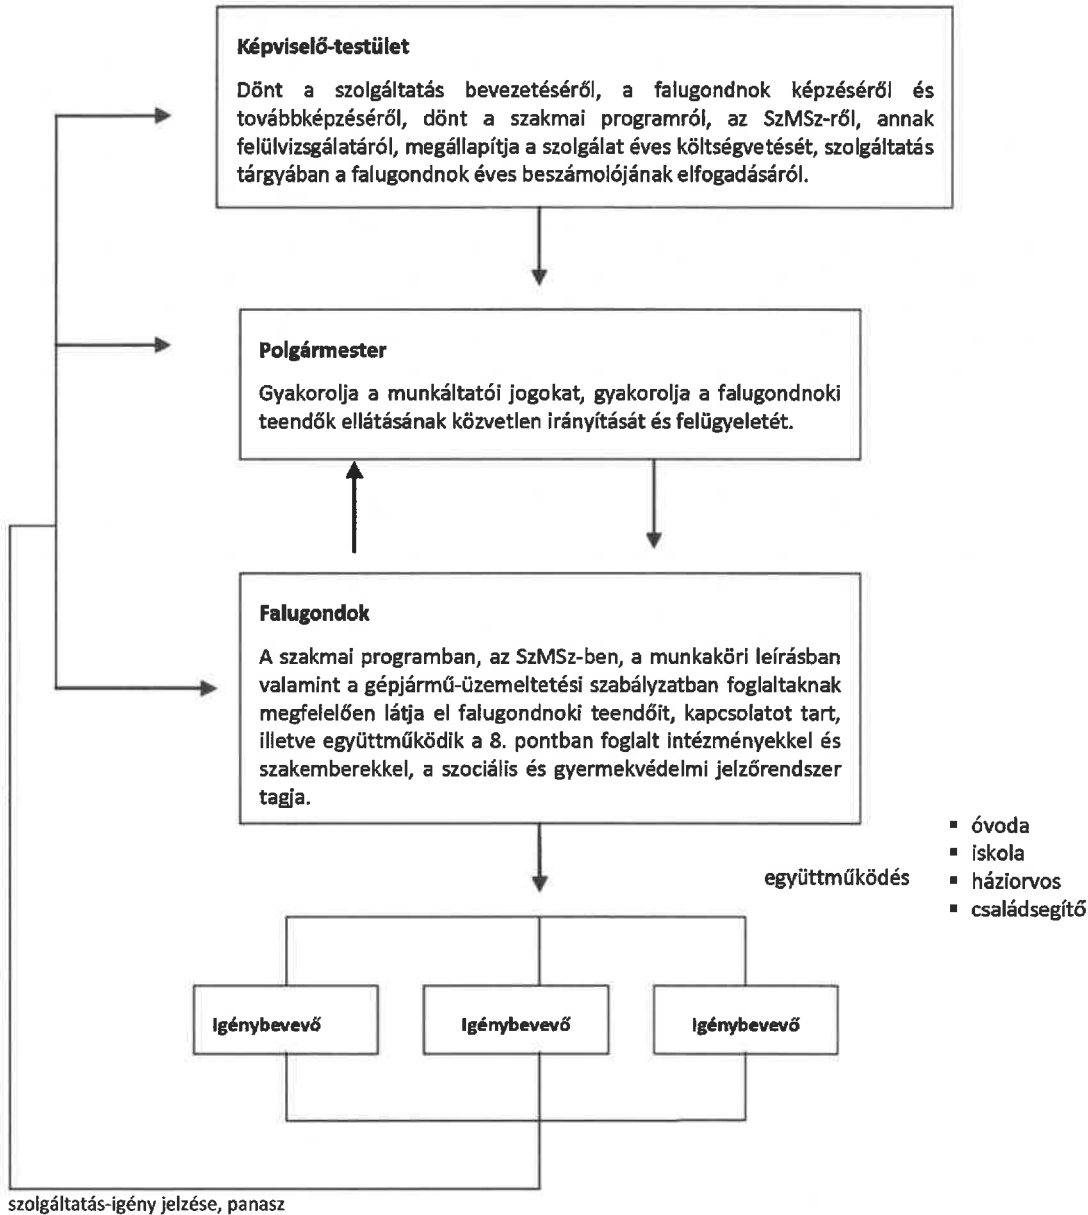 Képviselő-testület
Dönt a szolgáltatás bevezetéséről, a falugondnok képzéséről és
továbbképzéséről, dönt a szakmai programról, az SzMSz-ről, annak
felülvizsgálatáról, megállapítja a szolgálat éves költségvetését, szolgáltatás
tárgyában a falugondnok éves beszámolójának elfogadásáról.
Polgármester
Gyakorolja a munkáltatói jogokat, gyakorolja a falugondnoki
teendők ellátásának közvetlen irányítását és felügyeletét.
Falugondok
A szakmai programban, az SzMSz-ben, a munkaköri leírásban
valamint a gépjármű-üzemeltetési szabályzatban foglaltaknak
megfelelően látja el falugondnoki teendőit, kapcsolatot tart,
illetve együttműködik a 8. pontban foglalt intézményekkel és
szakemberekkel, a szociális és gyermekvédelmi jelzőrendszer
tagja.
együttműködés
▪ óvoda
▪ iskola
▪ háziorvos
▪ családsegítő
Igénybevevő
Igénybevevő
Igénybevevő
szolgáltatás-igény jelzése, panasz